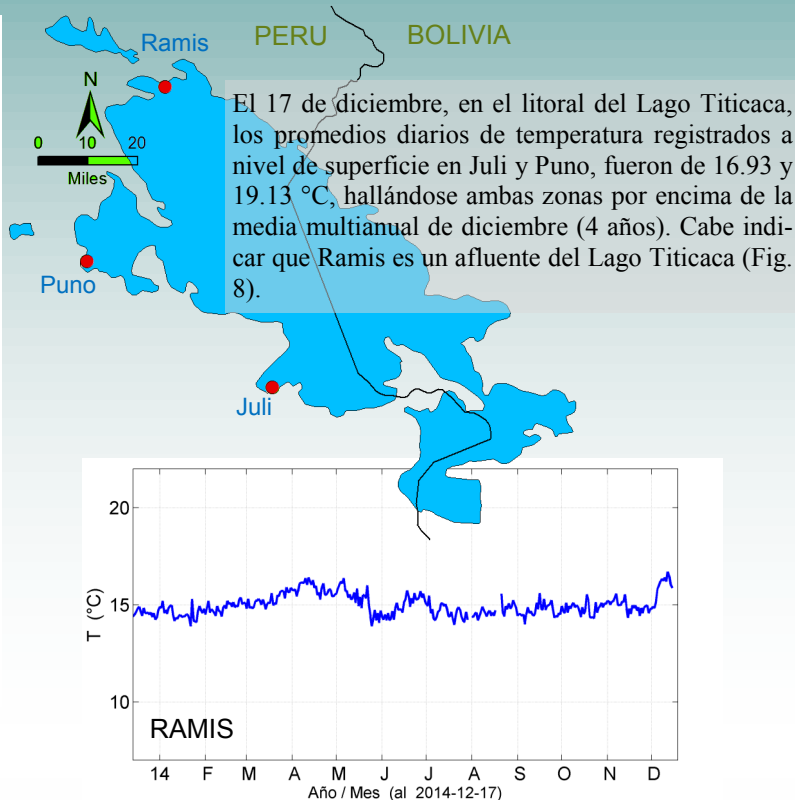 Ramis
PERU
BOLIVIA
N
0 10 20
Miles
El 17 de diciembre, en el litoral del Lago Titicaca,
los promedios diarios de temperatura registrados a
nivel de superficie en Juli y Puno, fueron de 16.93 y
19.13 °C, hallándose ambas zonas por encima de la
media multianual de diciembre (4 años). Cabe indi-
car que Ramis es un afluente del Lago Titicaca (Fig.
8).
Puno
Juli
20
15
10
T (°C)
RAMIS
14 F M A M J J A S O N D
Año / Mes (al 2014-12-17)